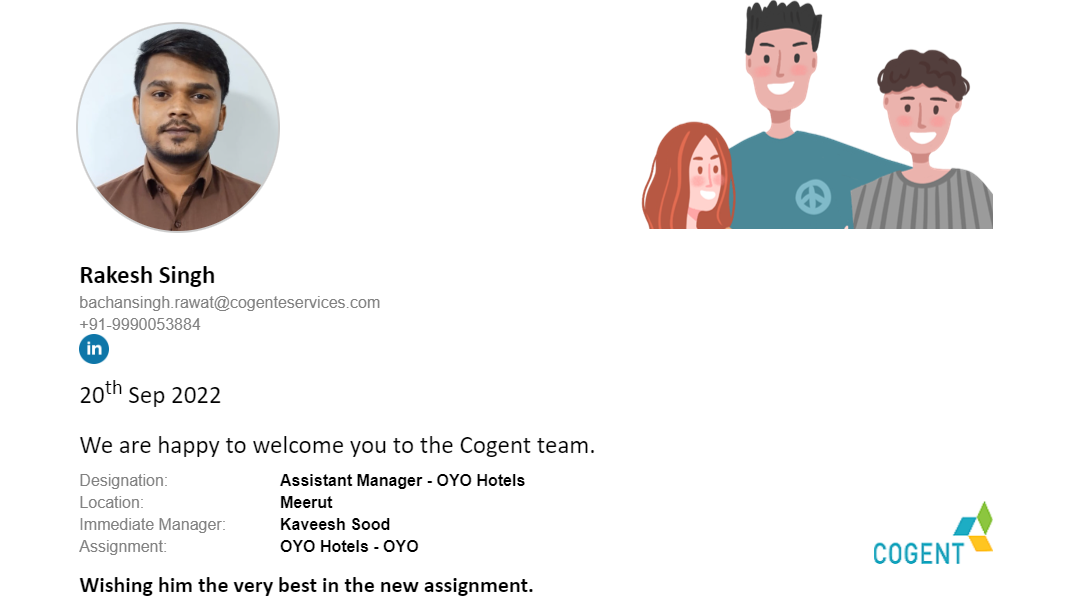 Rakesh Singh
bachansingh.rawat@cogenteservices.com
+91-9990053884
in
20th Sep 2022
We are happy to welcome you to the Cogent team.
Designation: Assistant Manager - OYO Hotels
Location: Meerut
Immediate Manager: Kaveesh Sood
Assignment: OYO Hotels - OYO
COGENT
Wishing him the very best in the new assignment.